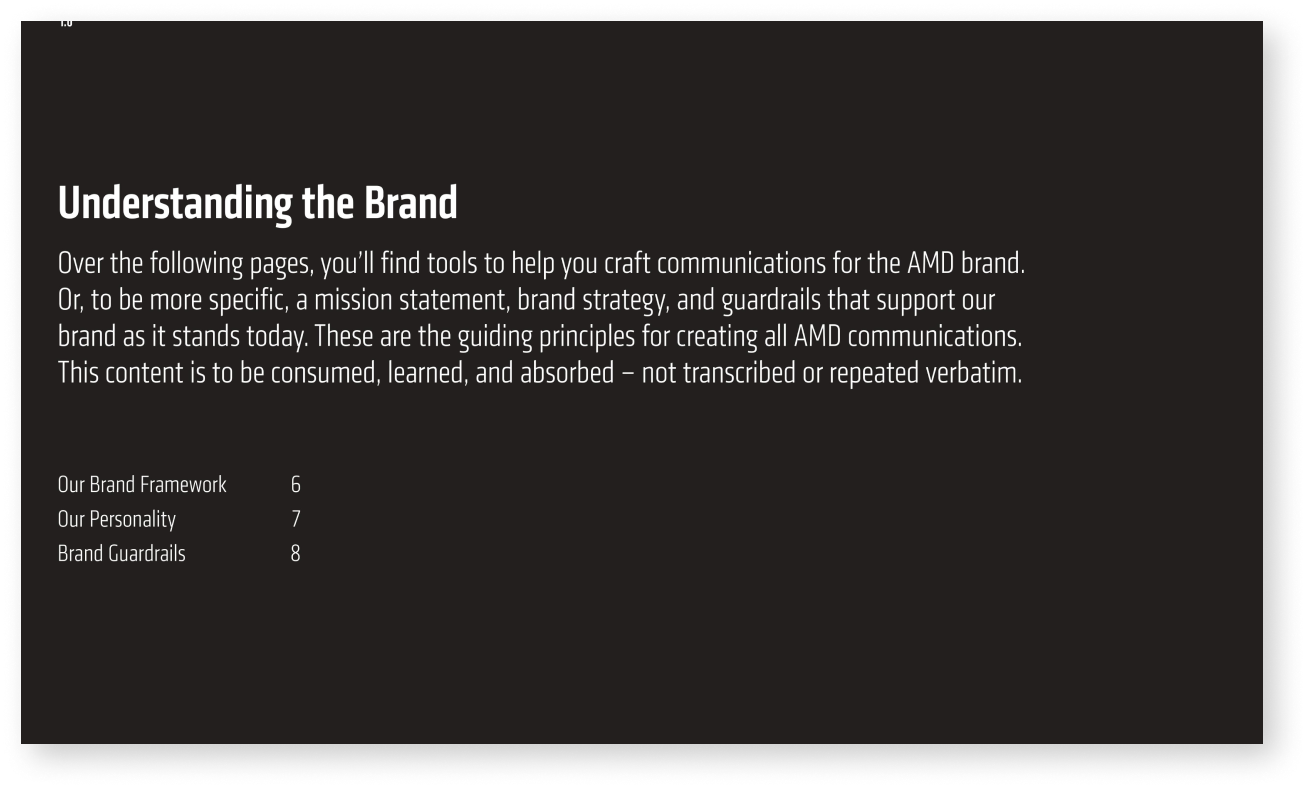 1.0
Understanding the Brand
Over the following pages, you’ll find tools to help you craft communications for the AMD brand.
Or, to be more specific, a mission statement, brand strategy, and guardrails that support our
brand as it stands today. These are the guiding principles for creating all AMD communications.
This content is to be consumed, learned, and absorbed – not transcribed or repeated verbatim.
Our Brand Framework 6
Our Personality 7
Brand Guardrails 8